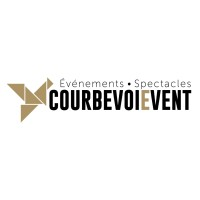 Événements • Spectacles
COURBEVOIEVENT